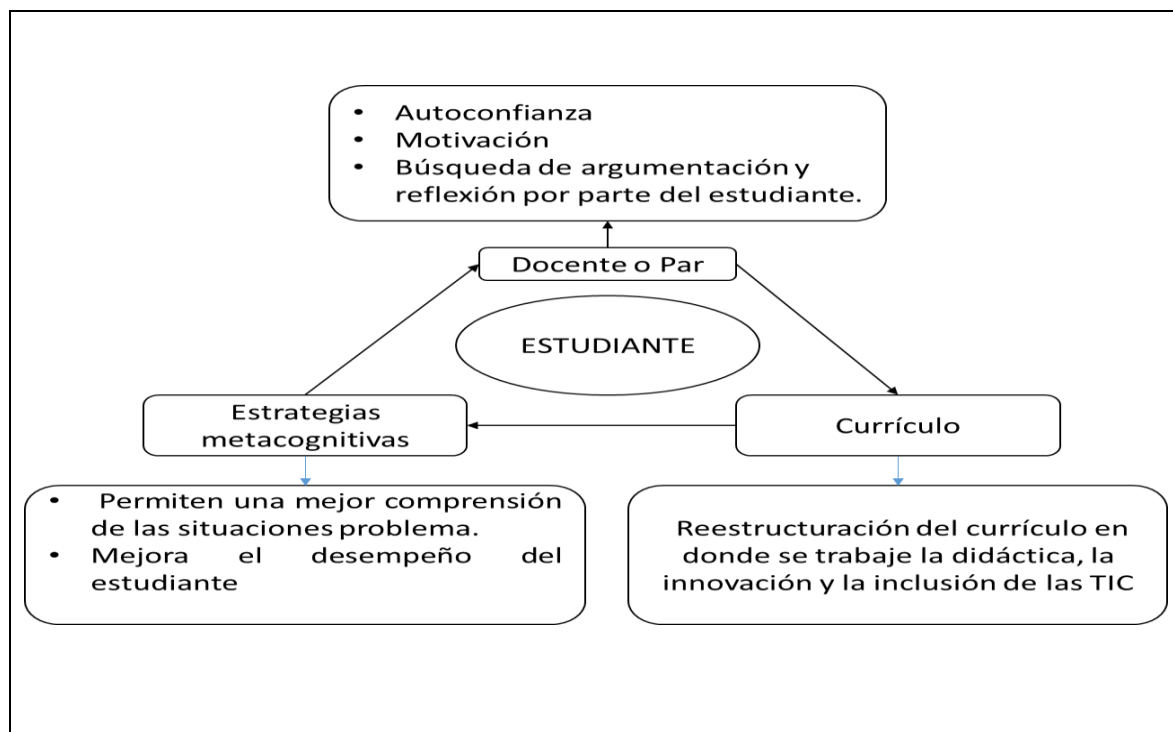 • Autoconfianza
• Motivación
• Búsqueda de argumentación y
reflexión por parte del estudiante.
Docente o Par
ESTUDIANTE
Estrategias
metacognitivas
Currículo
• Permiten una mejor comprensión
de las situaciones problema.
• Mejora el desempeño del
estudiante
Reestructuración del currículo en
donde se trabaje la didáctica, la
innovación y la inclusión de las TIC